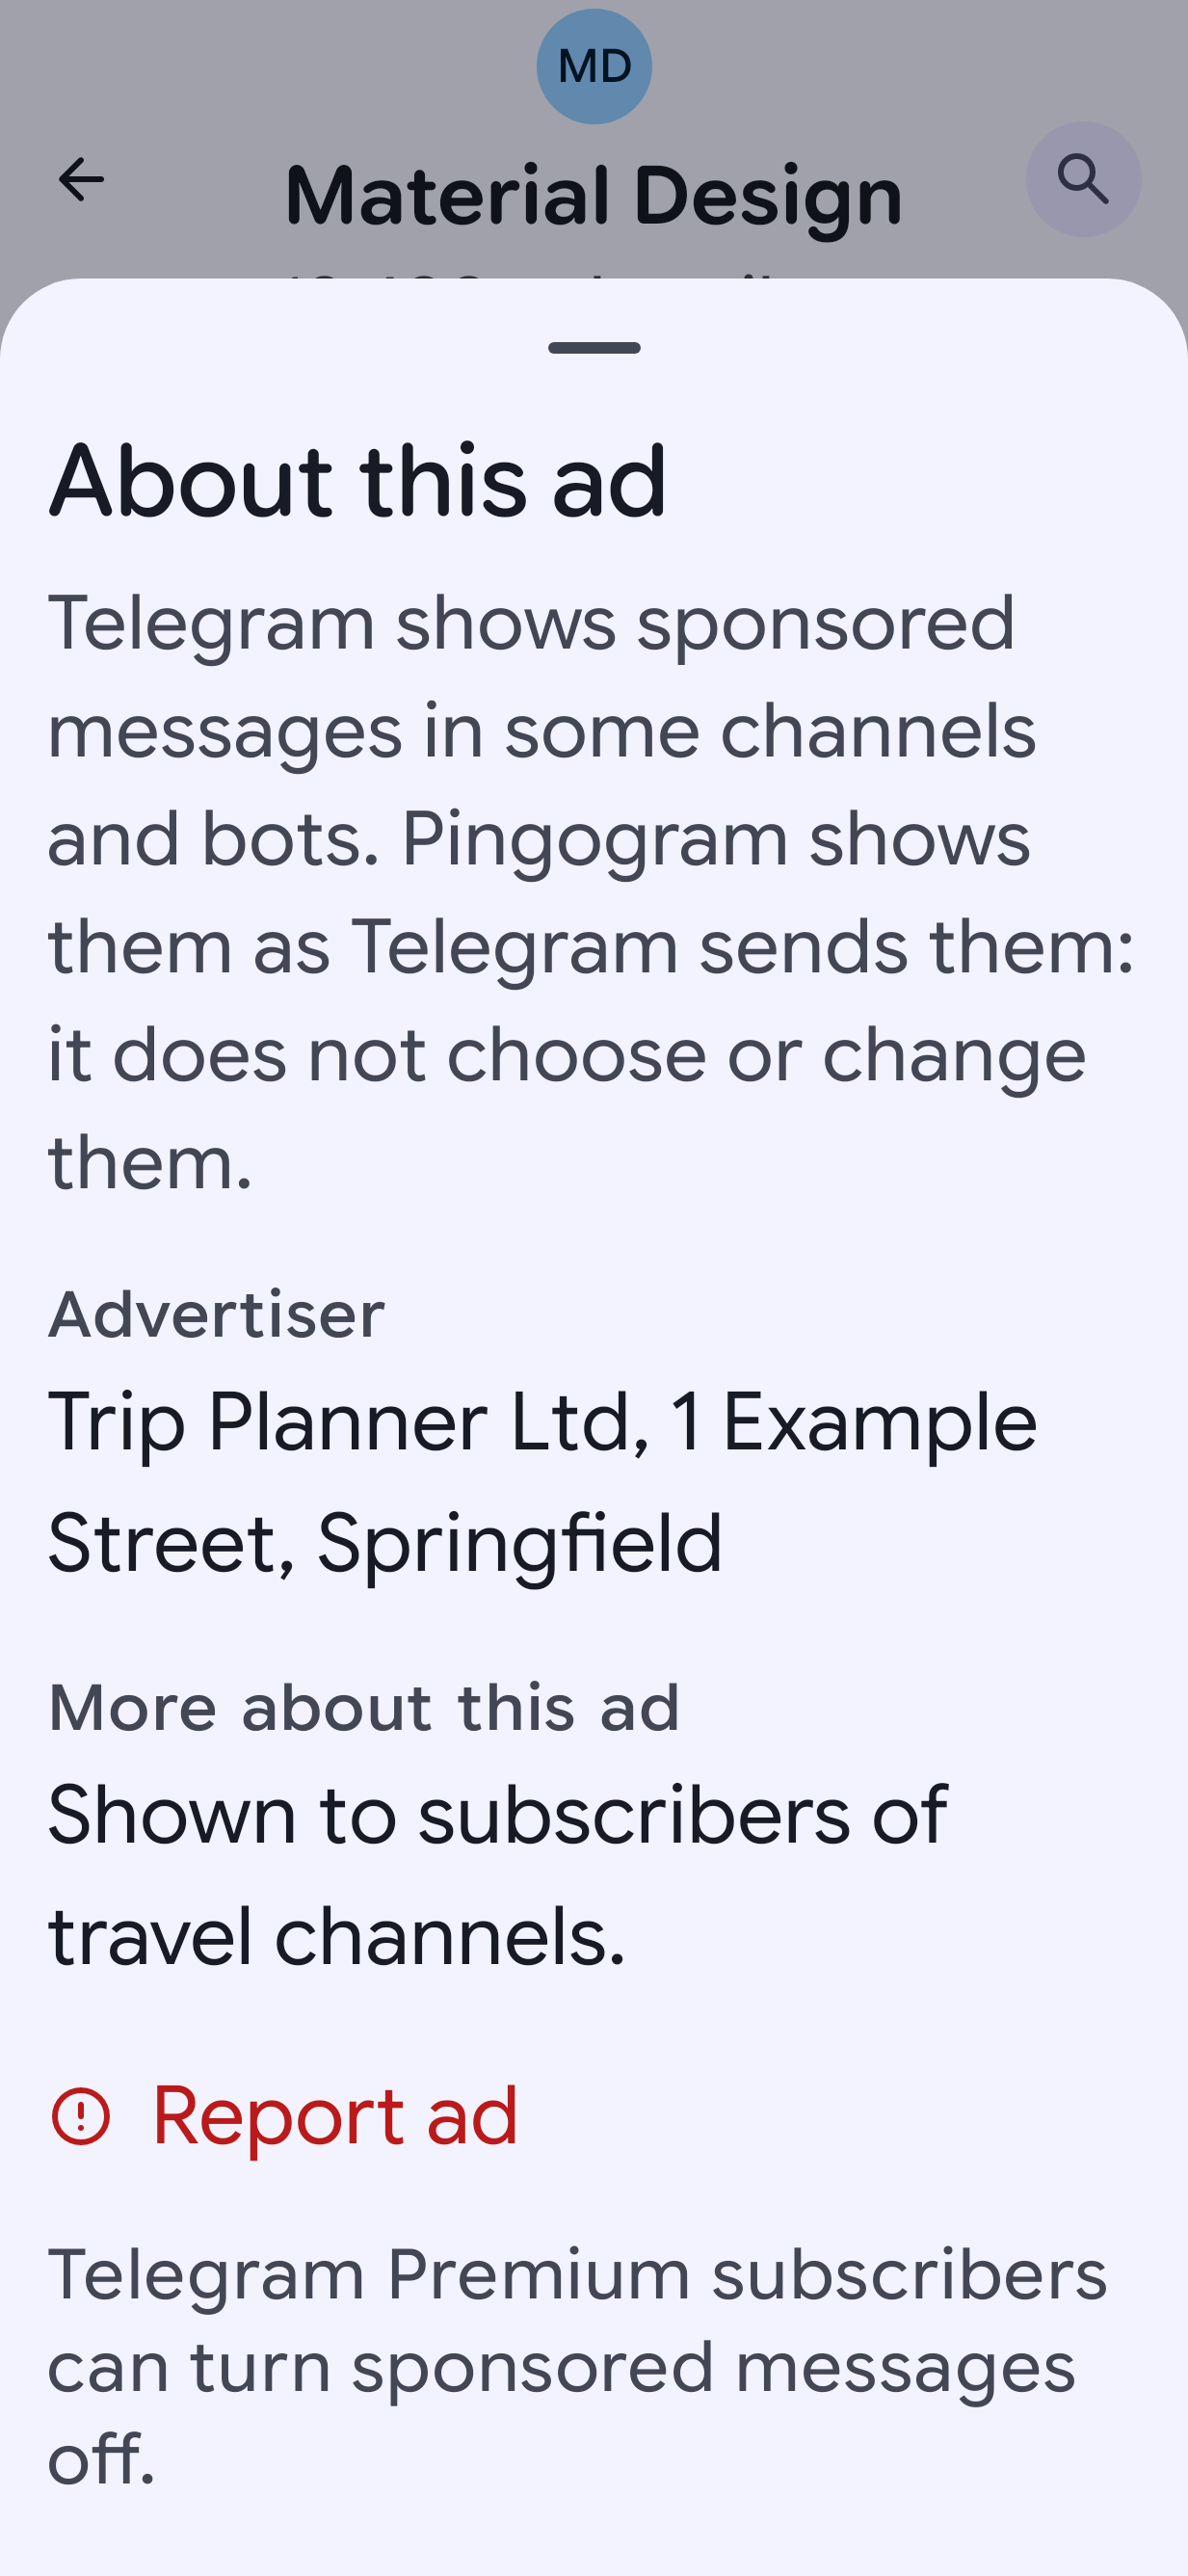 MD
Material Design
About this ad
Telegram shows sponsored
messages in some channels
and bots. Pingogram shows
them as Telegram sends them:
it does not choose or change
them.
Advertiser
Trip Planner Ltd, 1 Example
Street, Springfield
More about this ad
Shown to subscribers of
travel channels.
Report ad
Telegram Premium subscribers
can turn sponsored messages
off.